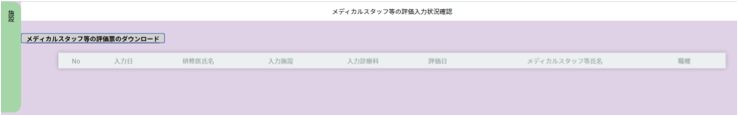 メディカルスタッフ等の評価入力状況確認
施設
メディカルスタッフ等の評価票のダウンロード
No 入力日 研修医氏名 入力施設 入力診療科 評価日 メディカルスタッフ等氏名 職種